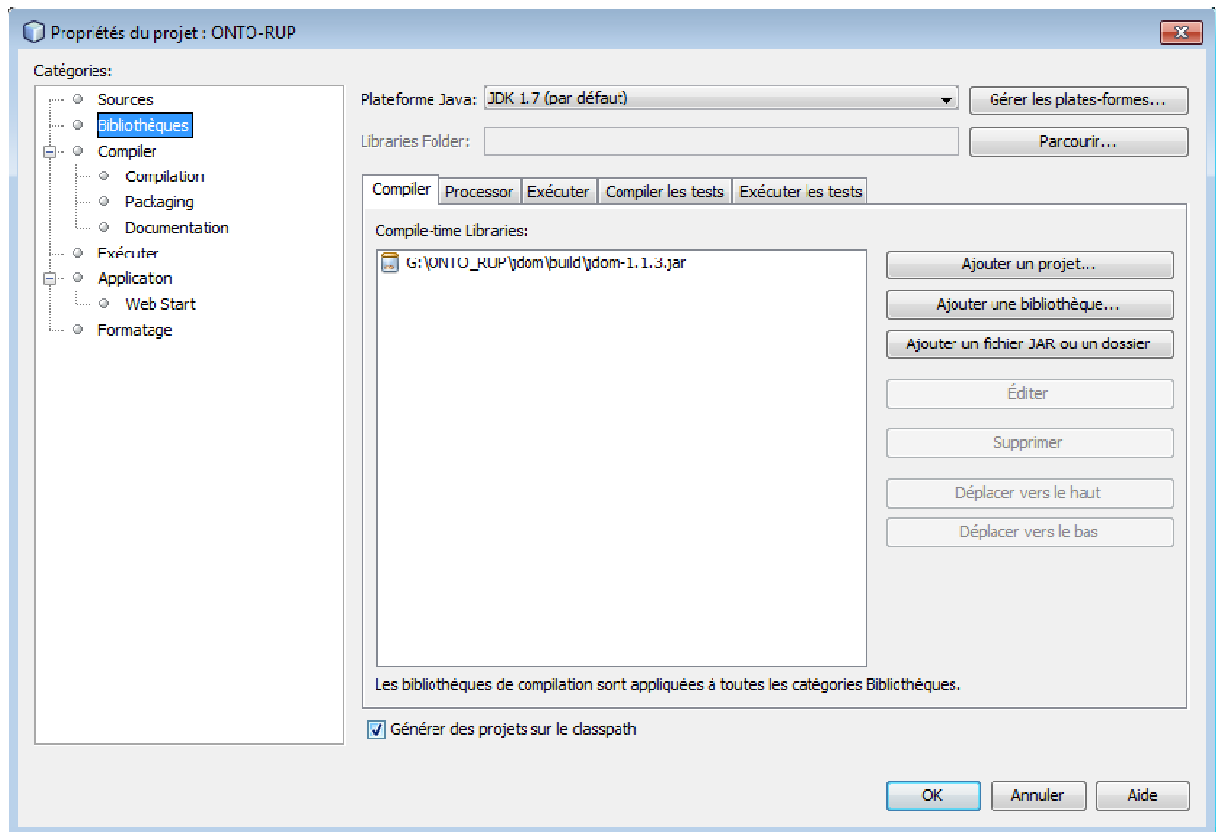 Propriétés du projet : ONTO-RUP
Catégories:
Sources
Bibliothèques
Compiler
Compilation
Packaging
Documentation
Exécuter
Application
Web Start
Formatage
Plateforme Java: JDK 1.7 (par défaut) Gérer les plates-formes...
Libraries Folder: Parcourir...
Compiler Processor Exécuter Compiler les tests Exécuter les tests
Compile-time Libraries:
G:\ONTO_RUP\jdom\build\jdom-1.1.3.jar
Ajouter un projet...
Ajouter une bibliothèque...
Ajouter un fichier JAR ou un dossier
Éditer
Supprimer
Déplacer vers le haut
Déplacer vers le bas
Les bibliothèques de compilation sont appliquées à toutes les catégories Bibliothèques.
Générer des projets sur le classpath
OK Annuler Aide